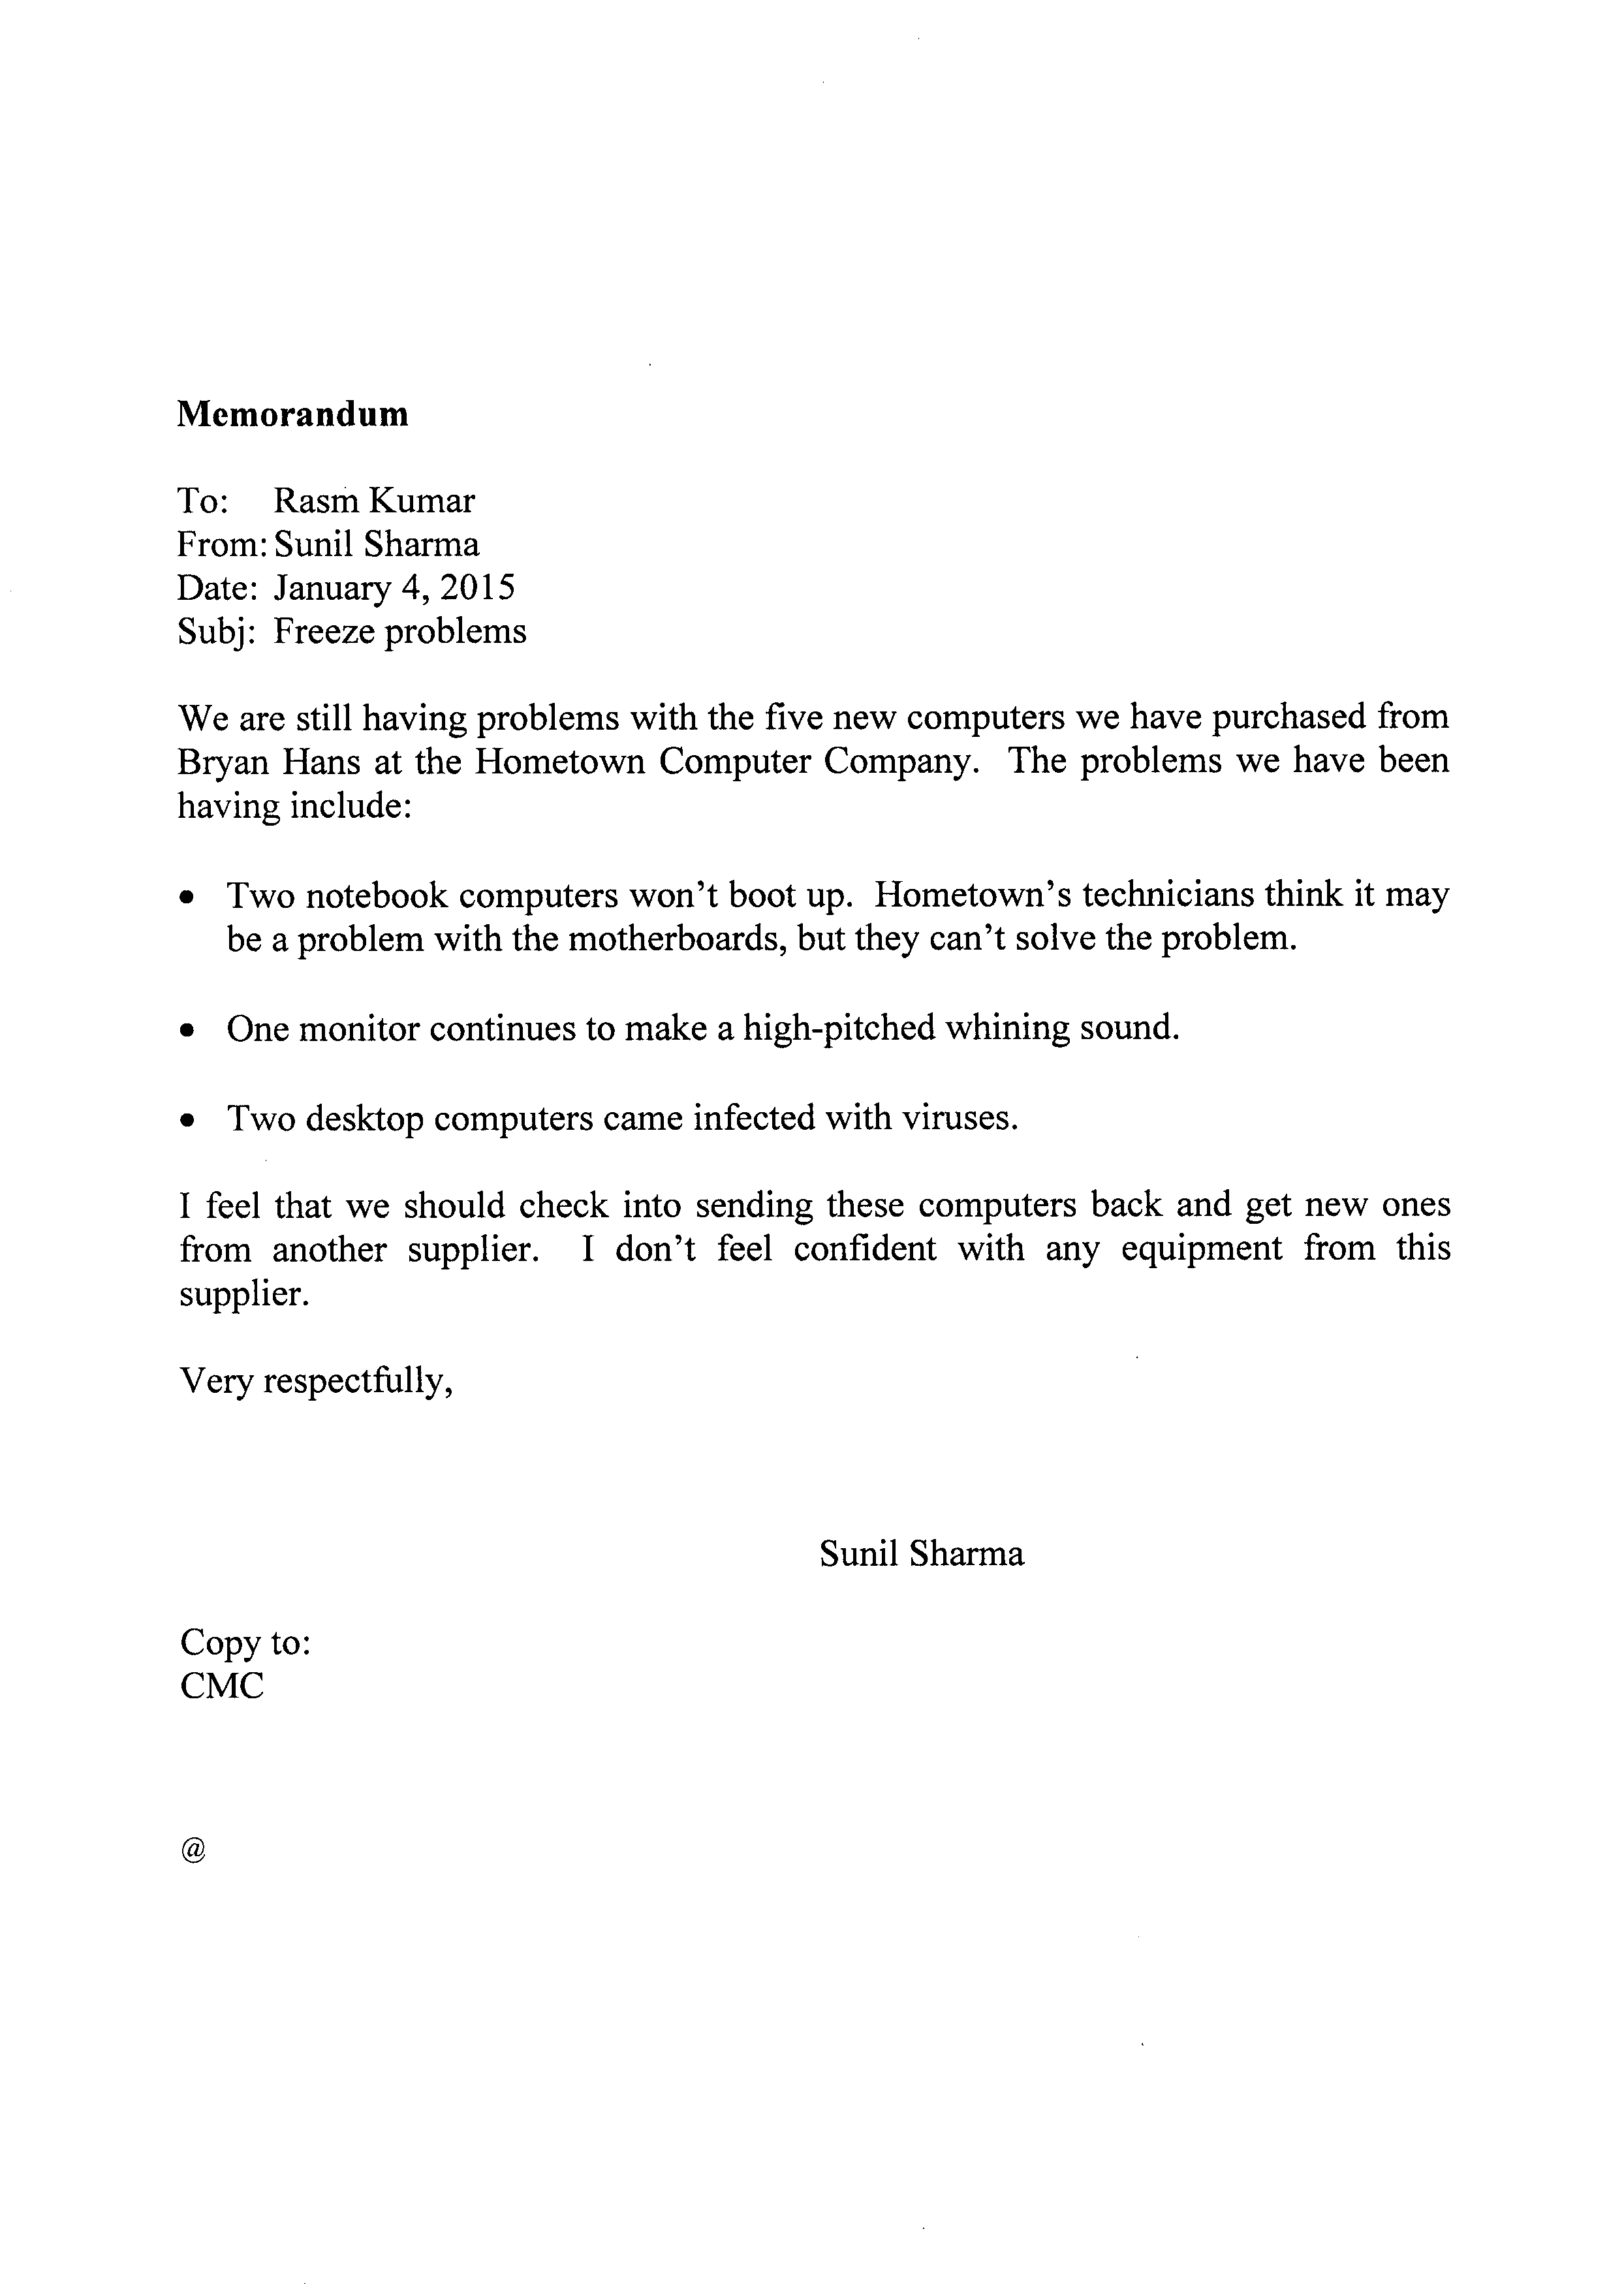 Memorandum
To: Rasm Kumar
From: Sunil Sharma
Date: January 4, 2015
Subj: Freeze problems
We are still having problems with the five new computers we have purchased from
Bryan Hans at the Hometown Computer Company. The problems we have been
having include:
• Two notebook computers won't boot up. Hometown's technicians think it may
be a problem with the motherboards, but they can't solve the problem.
• One monitor continues to make a high-pitched whining sound.
• Two desktop computers came infected with viruses.
I feel that we should check into sending these computers back and get new ones
from another supplier. I don't feel confident with any equipment from this
supplier.
Very respectfully,
Sunil Sharma
Copy to:
CMC
@